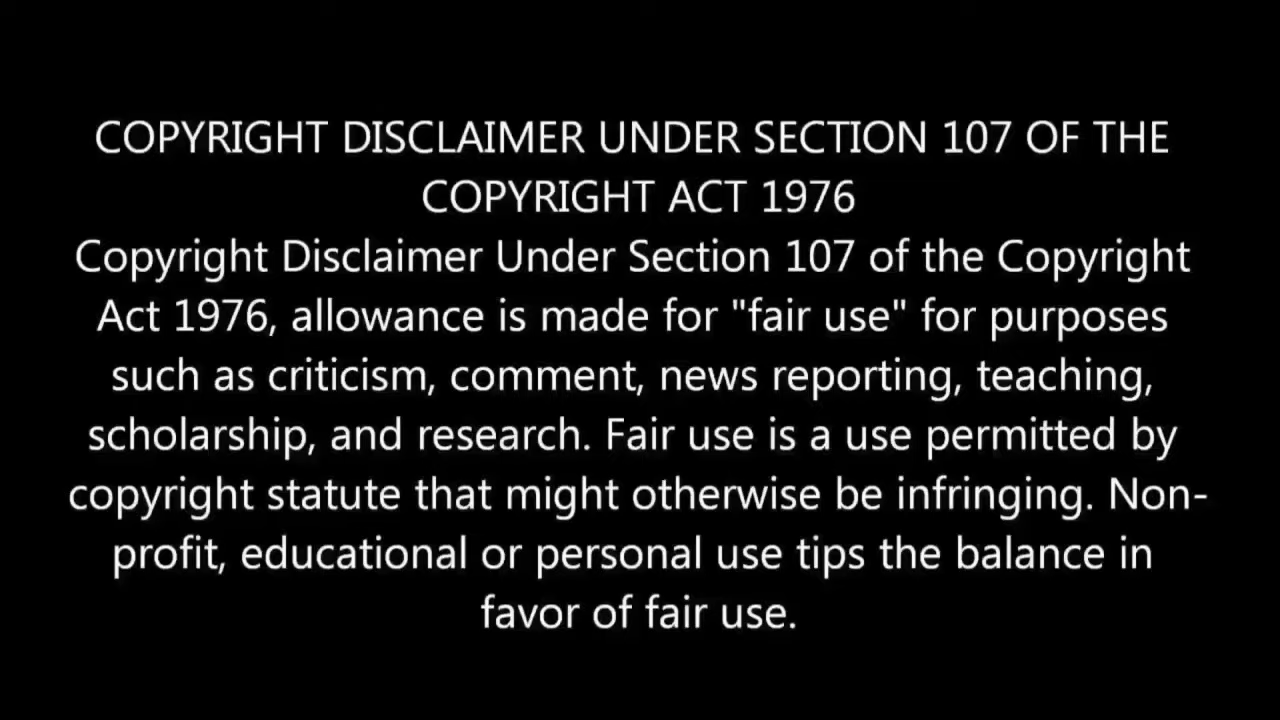 COPYRIGHT DISCLAIMER UNDER SECTION 107 OF THE
COPYRIGHT ACT 1976
Copyright Disclaimer Under Section 107 of the Copyright
Act 1976, allowance is made for "fair use" for purposes
such as criticism, comment, news reporting, teaching,
scholarship, and research. Fair use is a use permitted by
copyright statute that might otherwise be infringing. Non-
profit, educational or personal use tips the balance in
favor of fair use.